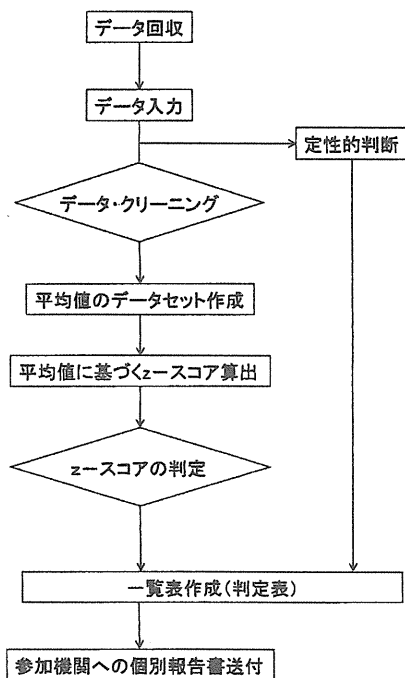 データ回収
データ入力
定性的判断
データ・クリーニング
平均値のデータセット作成
平均値に基づくz－スコア算出
z－スコアの判定
一覧表作成(判定表)
参加機関への個別報告書送付